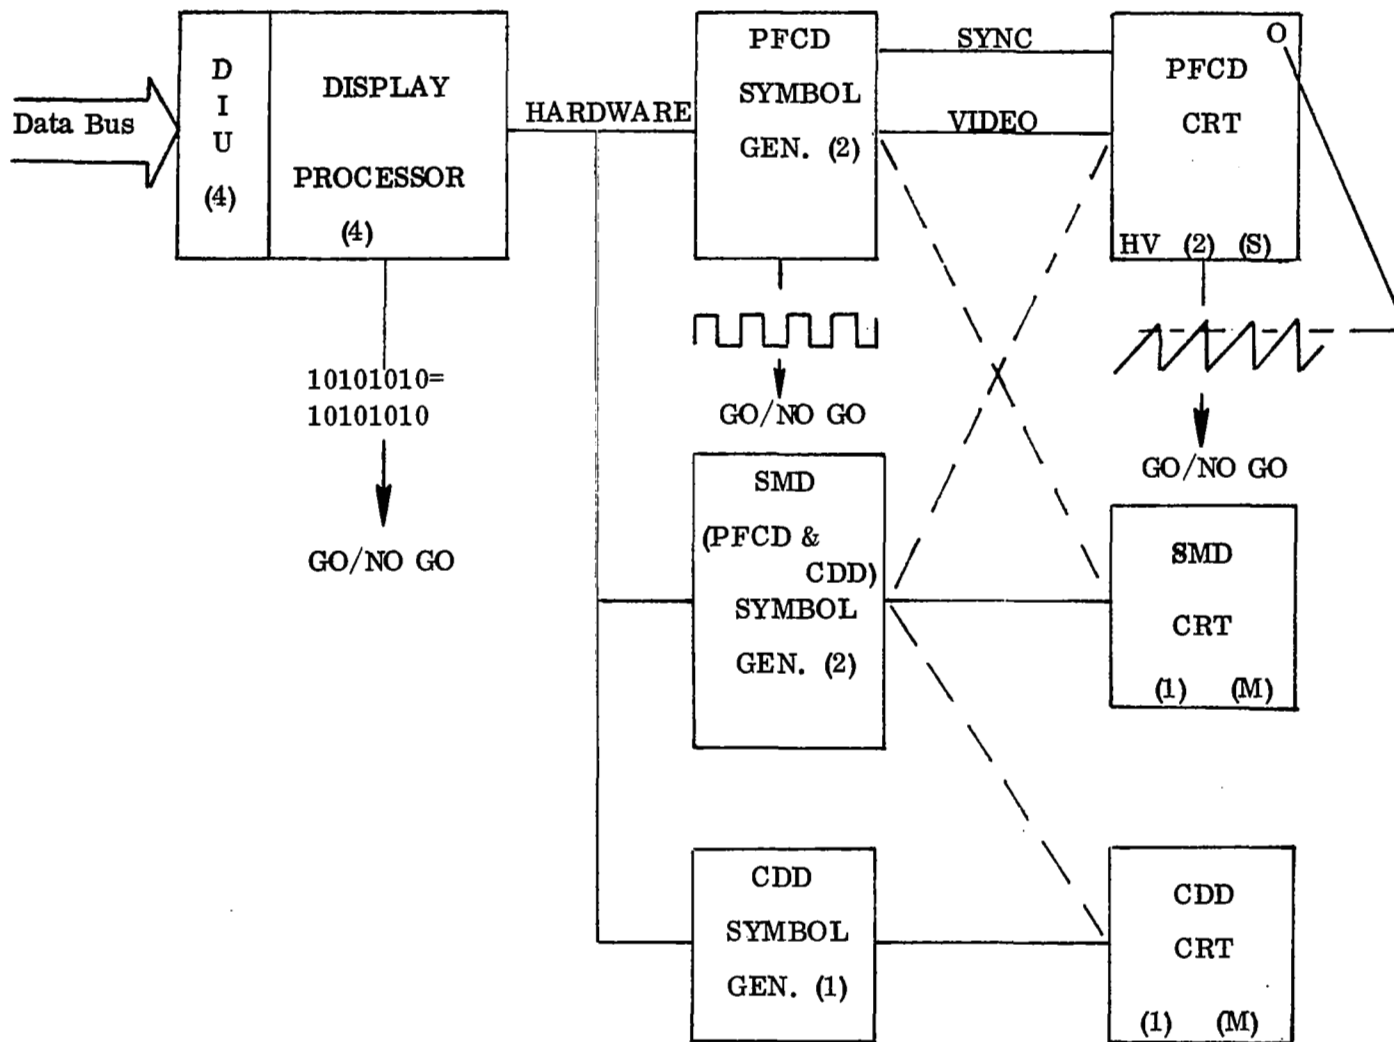 Data Bus
D
I
U
(4)
DISPLAY
PROCESSOR
(4)
10101010=
10101010
GO/NO GO
HARDWARE
PFCD
SYMBOL
GEN. (2)
GO/NO GO
SYNC
VIDEO
O
PFCD
CRT
HV (2) (S)
GO/NO GO
SMD
(PFCD &
CDD)
SYMBOL
GEN. (2)
SMD
CRT
(1) (M)
CDD
SYMBOL
GEN. (1)
CDD
CRT
(1) (M)